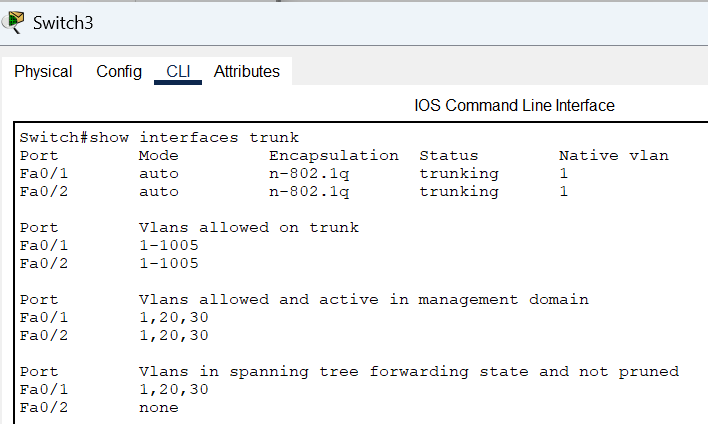 Switch3
Physical Config CLI Attributes
IOS Command Line Interface
Switch#show interfaces trunk
Port Mode Encapsulation Status Native vlan
Fa0/1 auto n-802.1q trunking 1
Fa0/2 auto n-802.1q trunking 1
Port Vlans allowed on trunk
Fa0/1 1-1005
Fa0/2 1-1005
Port Vlans allowed and active in management domain
Fa0/1 1,20,30
Fa0/2 1,20,30
Port Vlans in spanning tree forwarding state and not pruned
Fa0/1 1,20,30
Fa0/2 none